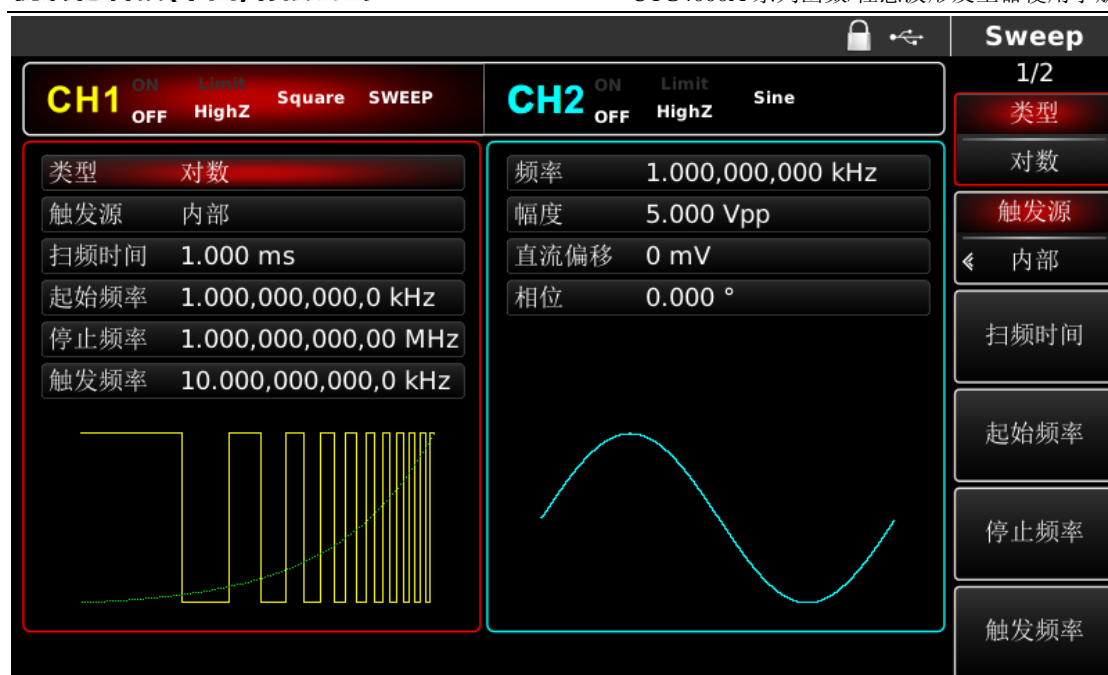 Sweep
CH1 ON OFF Limit HighZ Square SWEEP
CH2 ON OFF Limit HighZ Sine
1/2
类型 对数
触发源 内部
扫频时间 1.000 ms
起始频率 1.000,000,000,0 kHz
停止频率 1.000,000,000,00 MHz
触发频率 10.000,000,000,0 kHz
频率 1.000,000,000 kHz
幅度 5.000 Vpp
直流偏移 0 mV
相位 0.000 °
类型
对数
触发源
内部
扫频时间
起始频率
停止频率
触发频率